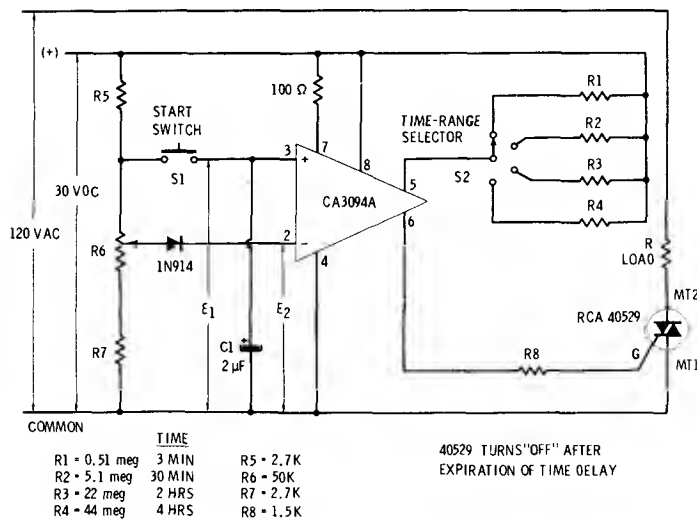 (+)
R5
START
SWITCH
S1
100 Ω
3
+
7
8
CA3094A
2
−
4
5
6
TIME-RANGE
SELECTOR
S2
R1
R2
R3
R4
30 VDC
120 VAC
R6
1N914
E1
E2
R7
C1
+
2 µF
R
LOAD
MT2
RCA 40529
G
MT1
R8
COMMON
TIME
R1 = 0.51 meg 3 MIN R5 = 2.7K
R2 = 5.1 meg 30 MIN R6 = 50K
R3 = 22 meg 2 HRS R7 = 2.7K
R4 = 44 meg 4 HRS R8 = 1.5K
40529 TURNS "OFF" AFTER
EXPIRATION OF TIME DELAY